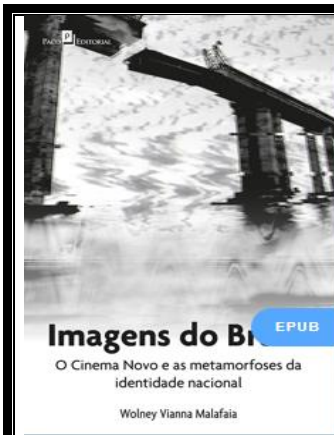 PACO P EDITORIAL
Imagens do Br
EPUB
O Cinema Novo e as metamorfoses da
identidade nacional
Wolney Vianna Malafaia